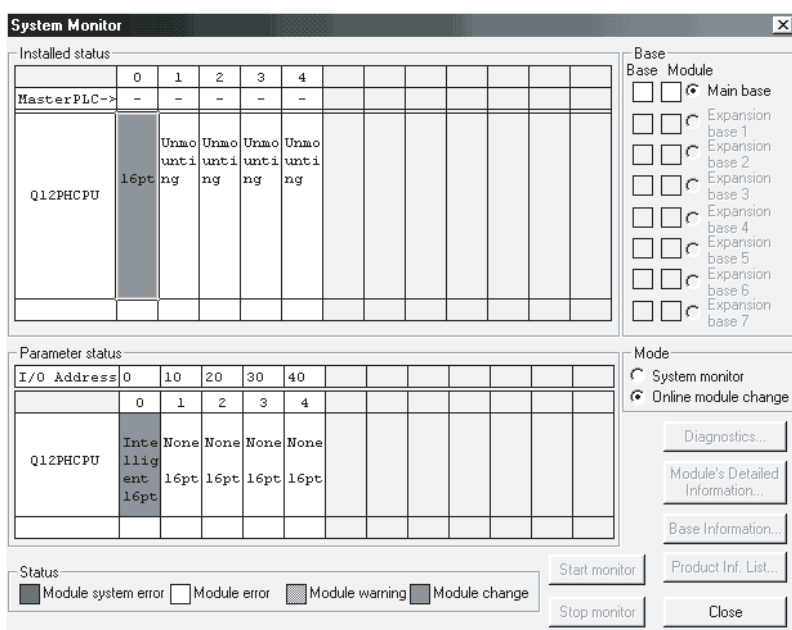 System Monitor
Installed status
0 1 2 3 4
MasterPLC-> - - - - -
Q12PHCPU
16pt
Unmo
unti
ng
Unmo
unti
ng
Unmo
unti
ng
Unmo
unti
ng
Base
Base Module
Main base
Expansion
base 1
Expansion
base 2
Expansion
base 3
Expansion
base 4
Expansion
base 5
Expansion
base 6
Expansion
base 7
Parameter status
I/O Address 0 10 20 30 40
0 1 2 3 4
Q12PHCPU
Inte
llig
ent
16pt
None
16pt
None
16pt
None
16pt
None
16pt
Mode
System monitor
Online module change
Diagnostics...
Module's Detailed
Information...
Base Information...
Product Inf. List...
Status
Module system error Module error Module warning Module change
Start monitor
Stop monitor
Close